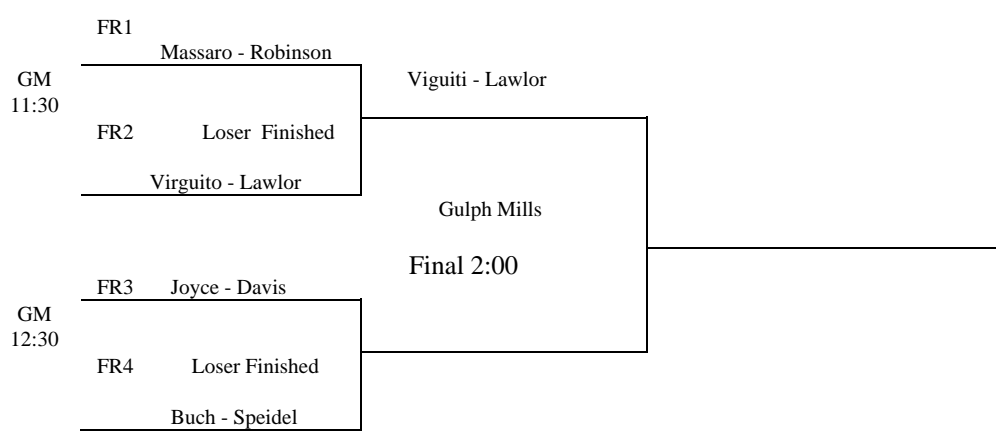 FR1
Massaro - Robinson
GM
11:30
Viguiti - Lawlor
FR2 Loser Finished
Virguito - Lawlor
Gulph Mills
Final 2:00
FR3 Joyce - Davis
GM
12:30
FR4 Loser Finished
Buch - Speidel